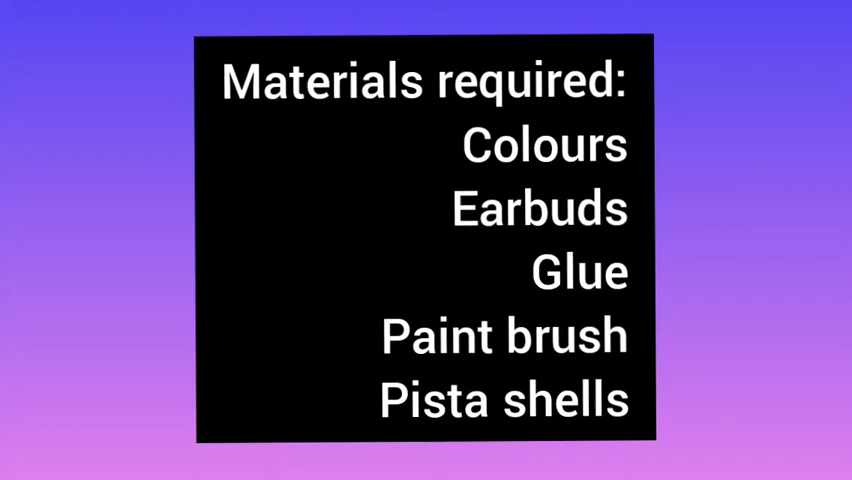 Materials required:
Colours
Earbuds
Glue
Paint brush
Pista shells